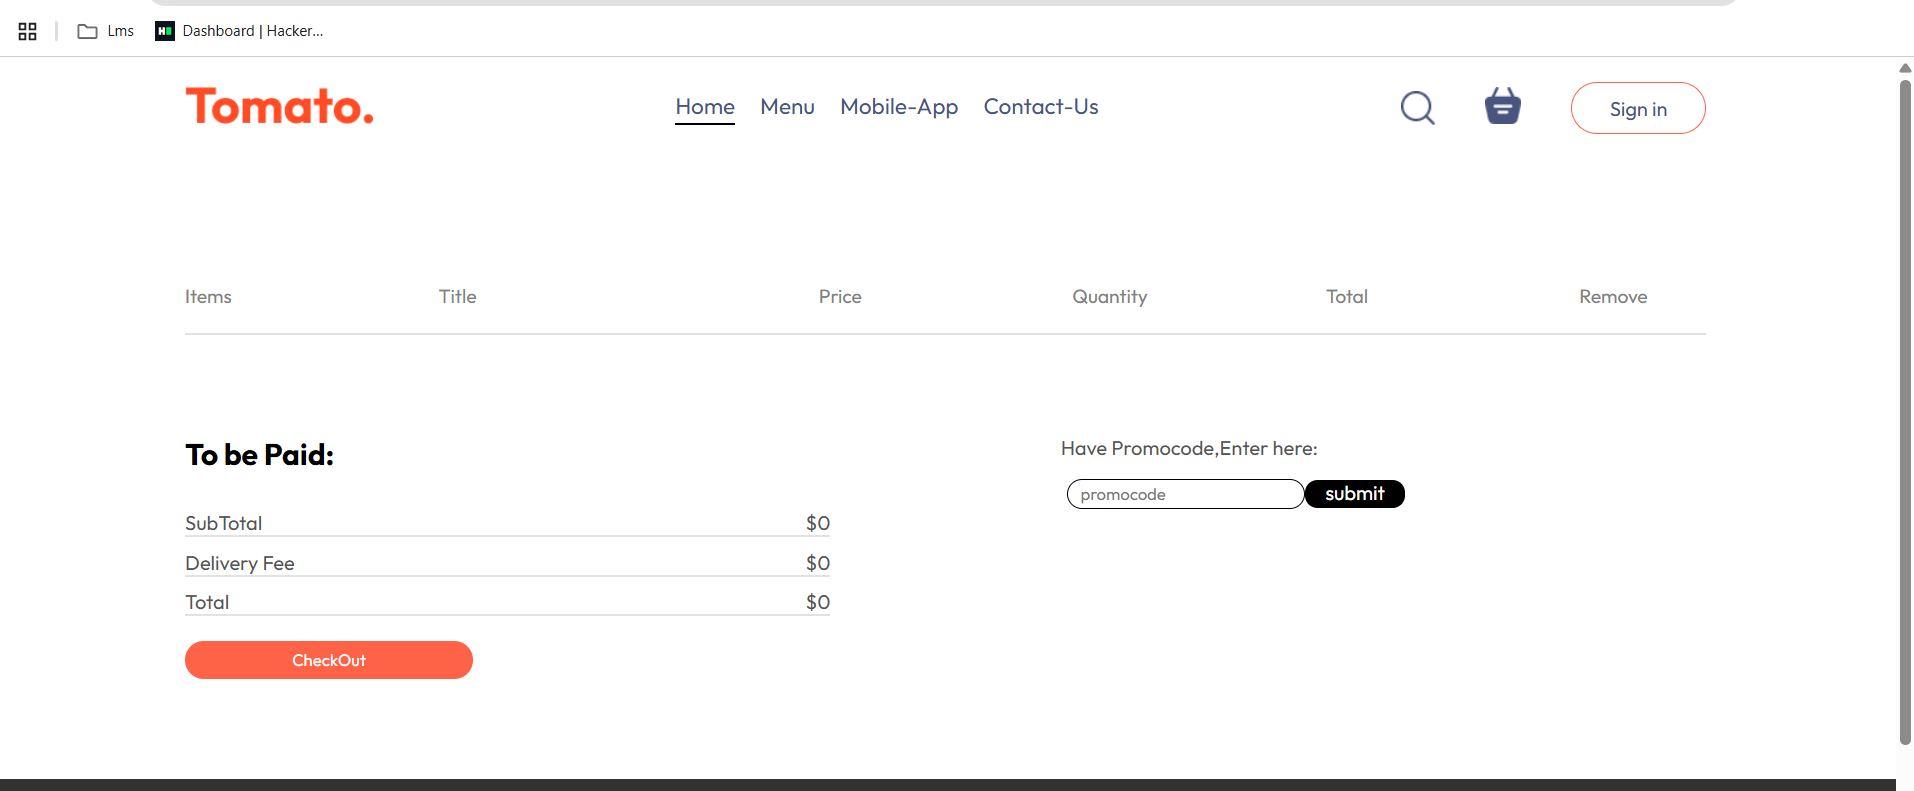 Lms Dashboard | Hacker...
Tomato. Home Menu Mobile-App Contact-Us Sign in
Items Title Price Quantity Total Remove
To be Paid:
SubTotal $0
Delivery Fee $0
Total $0
CheckOut
Have Promocode,Enter here:
promocode submit